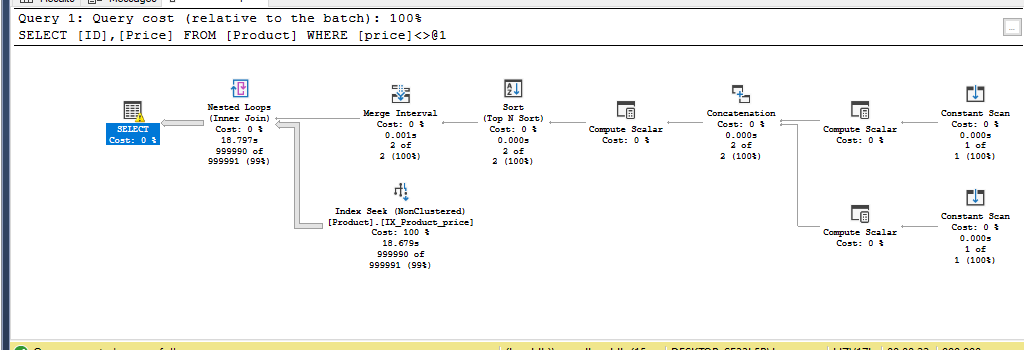 Query 1: Query cost (relative to the batch): 100%
SELECT [ID],[Price] FROM [Product] WHERE [price]<>@1
...
SELECT
Cost: 0 %
Nested Loops
(Inner Join)
Cost: 0 %
18.797s
999990 of
999991 (99%)
Merge Interval
Cost: 0 %
0.001s
2 of
2 (100%)
Sort
(Top N Sort)
Cost: 0 %
0.000s
2 of
2 (100%)
Compute Scalar
Cost: 0 %
Concatenation
Cost: 0 %
0.000s
2 of
2 (100%)
Compute Scalar
Cost: 0 %
Constant Scan
Cost: 0 %
0.000s
1 of
1 (100%)
Index Seek (NonClustered)
[Product].[IX_Product_price]
Cost: 100 %
18.679s
999990 of
999991 (99%)
Compute Scalar
Cost: 0 %
Constant Scan
Cost: 0 %
0.000s
1 of
1 (100%)